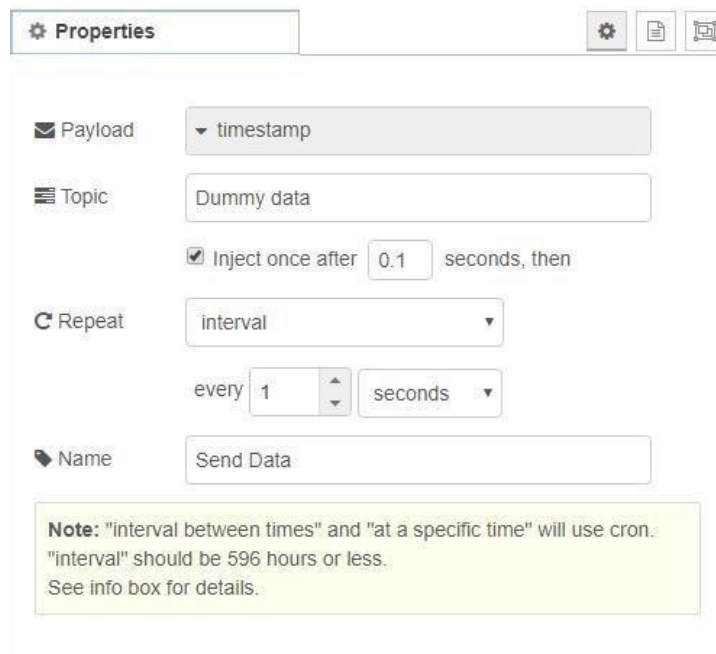 Properties
Payload timestamp
Topic Dummy data
Inject once after 0.1 seconds, then
Repeat interval
every 1 seconds
Name Send Data
Note: "interval between times" and "at a specific time" will use cron.
"interval" should be 596 hours or less.
See info box for details.